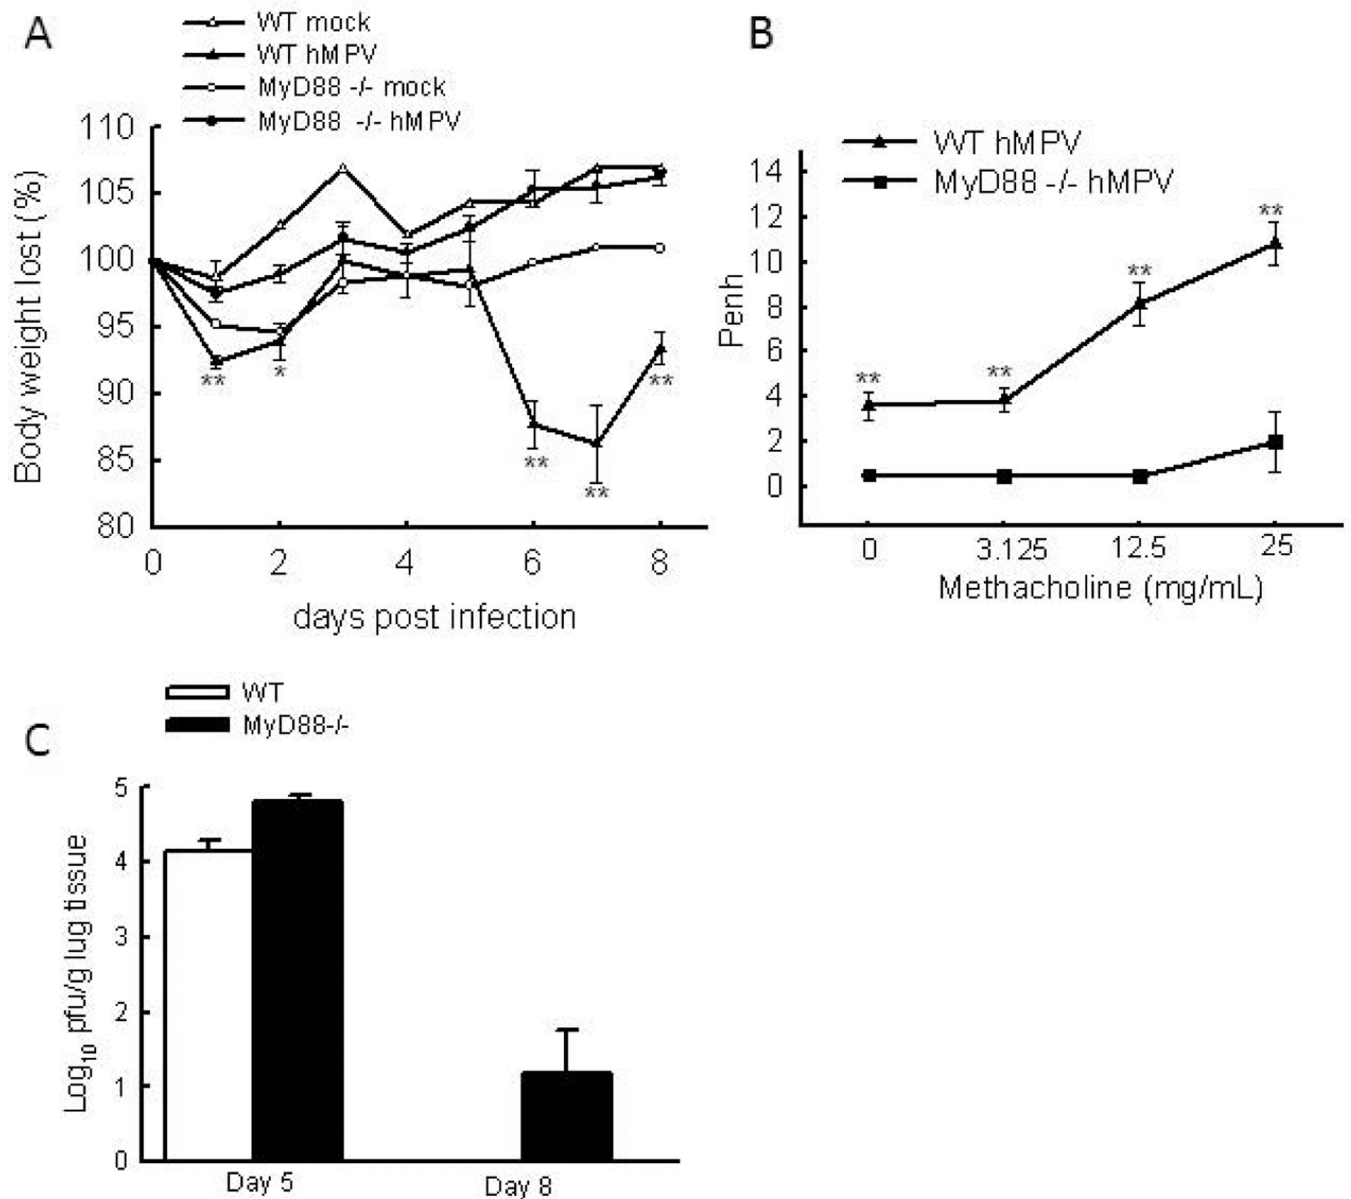 A
WT mock
WT hMPV
MyD88 -/- mock
MyD88 -/- hMPV
Body weight lost (%)
110
105
100
95
90
85
80
**
*
**
**
**
0
2
4
6
8
days post infection
B
WT hMPV
MyD88 -/- hMPV
Penh
14
12
10
8
6
4
2
0
**
**
**
**
0
3.125
12.5
25
Methacholine (mg/mL)
C
WT
MyD88-/-
Log10 pfu/g lug tissue
5
4
3
2
1
0
Day 5
Day 8